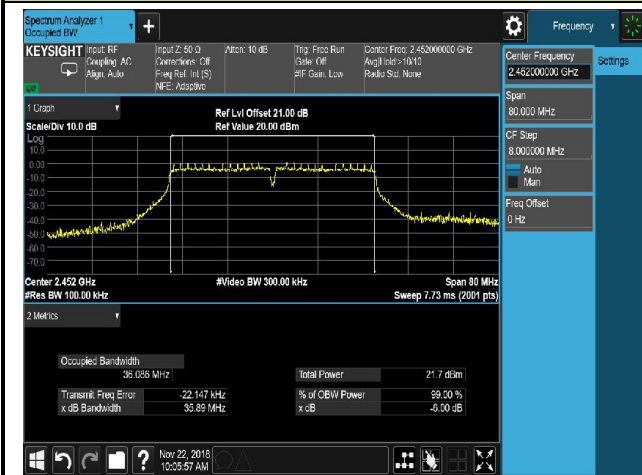 Spectrum Analyzer 1
Occupied BW
Frequency
KEYSIGHT
Input: RF
Coupling: AC
Align: Auto
Input Z: 50 Ω
Corrections: Off
Freq Ref: Int (S)
NFE: Adaptive
Atten: 10 dB
Trig: Free Run
Gate: Off
#IF Gain: Low
Center Freq: 2.452000000 GHz
Avg|Hold>10/10
Radio Std: None
Center Frequency
2.452000000 GHz
Settings
Span
80.000 MHz
CF Step
8.000000 MHz
Auto
Man
Freq Offset
0 Hz
1 Graph
Scale/Div 10.0 dB
Ref Lvl Offset 21.00 dB
Ref Value 20.00 dBm
Log
10.0
0.00
-10.0
-20.0
-30.0
-40.0
-50.0
-60.0
-70.0
Center 2.452 GHz
#Video BW 300.00 kHz
Span 80 MHz
#Res BW 100.00 kHz
Sweep 7.73 ms (2001 pts)
2 Metrics
Occupied Bandwidth
36.086 MHz
Total Power
21.7 dBm
Transmit Freq Error
-22.147 kHz
% of OBW Power
99.00 %
x dB Bandwidth
35.89 MHz
x dB
-6.00 dB
?
Nov 22, 2018
10:05:57 AM